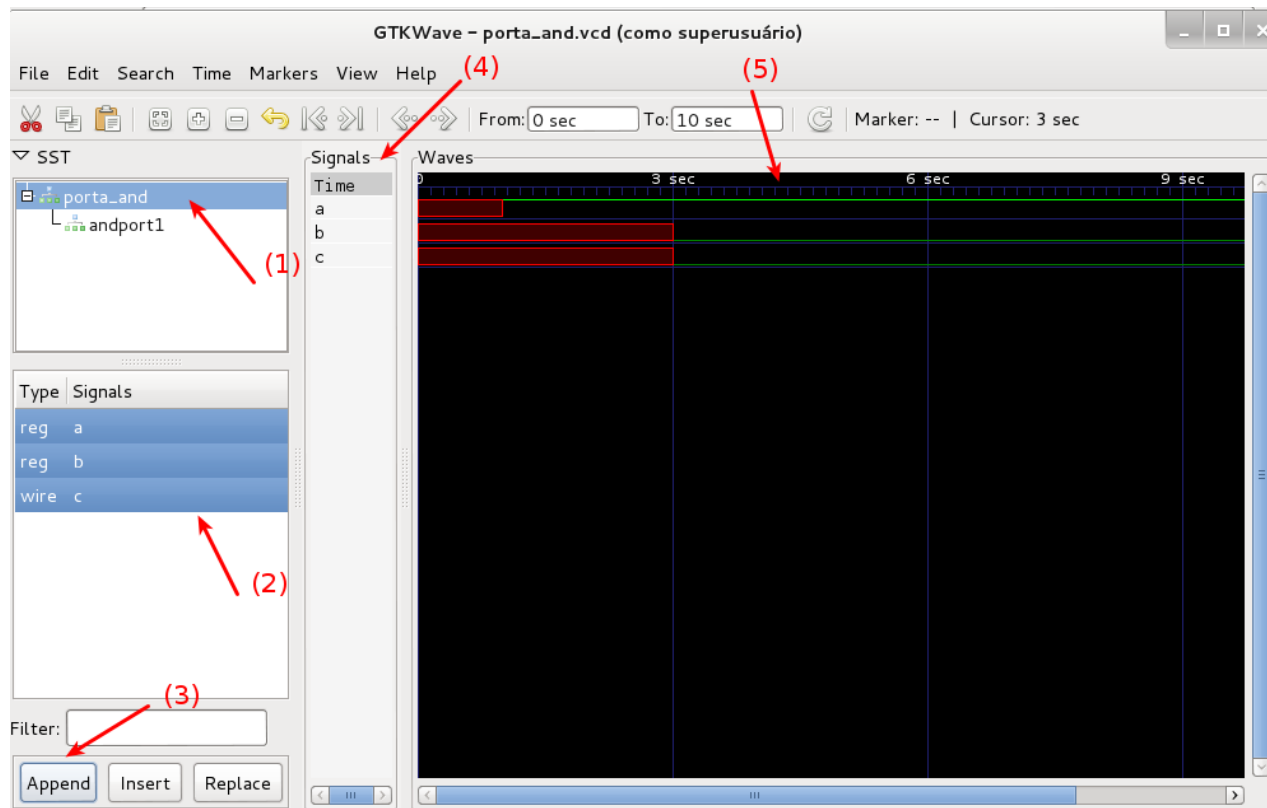 GTKWave – porta_and.vcd (como superusuário)
File Edit Search Time Markers View Help
(4)
(5)
From: 0 sec To: 10 sec Marker: -- | Cursor: 3 sec
SST
Signals
Waves
porta_and
andport1
(1)
Time
a
b
c
0 3 sec 6 sec 9 sec
Type Signals
reg a
reg b
wire c
(2)
(3)
Filter:
Append Insert Replace